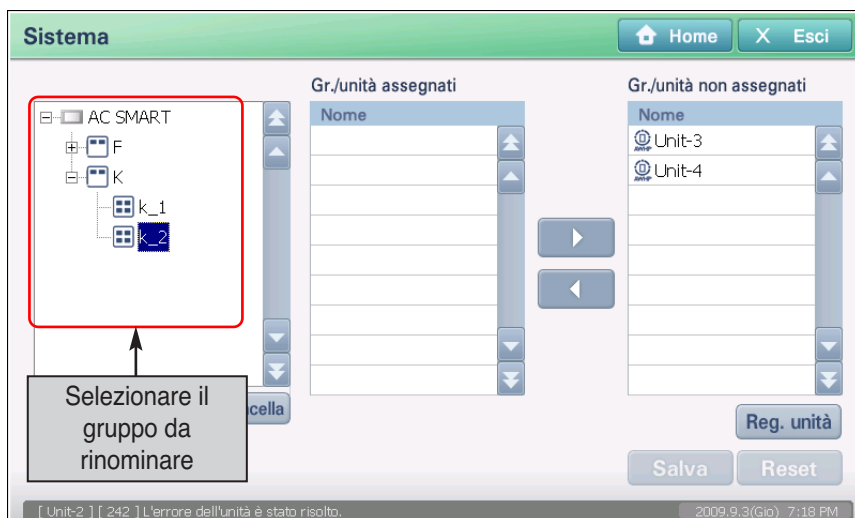 Sistema
Home
X Esci
Gr./unità assegnati
Gr./unità non assegnati
AC SMART
F
K
k_1
k_2
Nome
Nome
Unit-3
Unit-4
Selezionare il
gruppo da
rinominare
cella
Reg. unità
Salva
Reset
[ Unit-2 ] [ 242 ] L'errore dell'unità è stato risolto.
2009.9.3(Gio) 7:18 PM